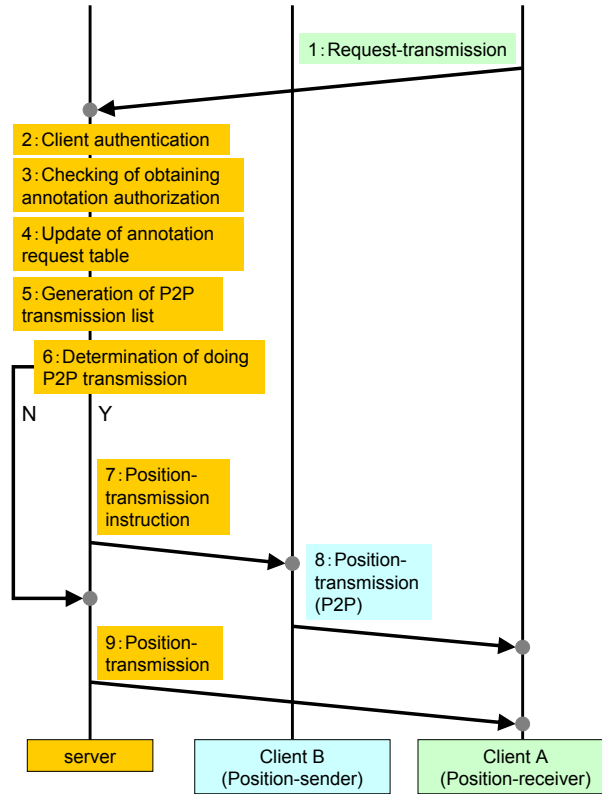 1:Request-transmission
2:Client authentication
3:Checking of obtaining
annotation authorization
4:Update of annotation
request table
5:Generation of P2P
transmission list
6:Determination of doing
P2P transmission
N
Y
7:Position-
transmission
instruction
8:Position-
transmission
(P2P)
9:Position-
transmission
server
Client B
(Position-sender)
Client A
(Position-receiver)